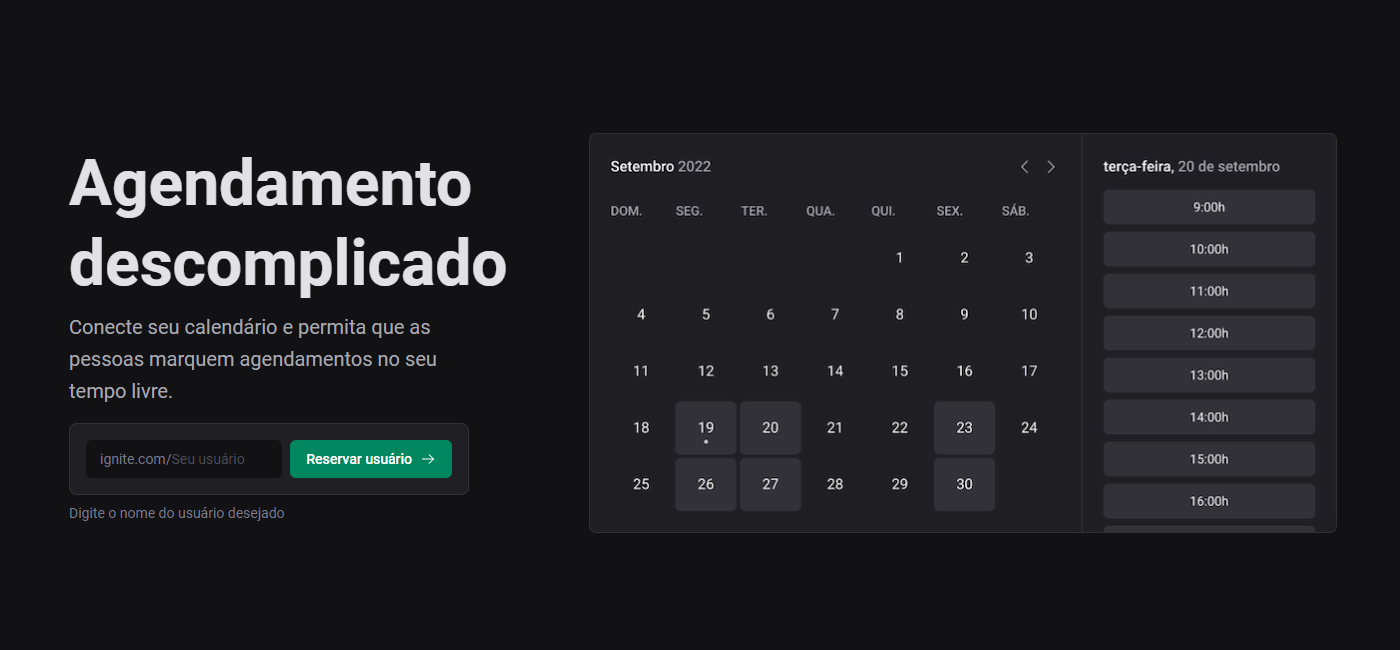 Agendamento
descomplicado
Conecte seu calendário e permita que as
pessoas marquem agendamentos no seu
tempo livre.
ignite.com/Seu usuário
Reservar usuário
Digite o nome do usuário desejado
Setembro 2022
DOM. SEG. TER. QUA. QUI. SEX. SÁB.
1 2 3
4 5 6 7 8 9 10
11 12 13 14 15 16 17
18 19 20 21 22 23 24
25 26 27 28 29 30
terça-feira, 20 de setembro
9:00h
10:00h
11:00h
12:00h
13:00h
14:00h
15:00h
16:00h